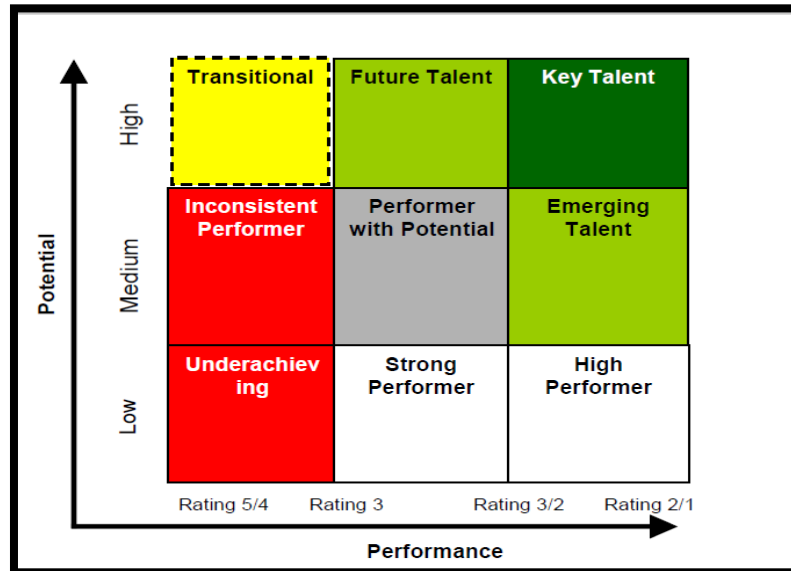 Transitional
Future Talent
Key Talent
High
Inconsistent
Performer
Performer
with Potential
Emerging
Talent
Medium
Potential
Underachiev
ing
Strong
Performer
High
Performer
Low
Rating 5/4
Rating 3
Rating 3/2
Rating 2/1
Performance